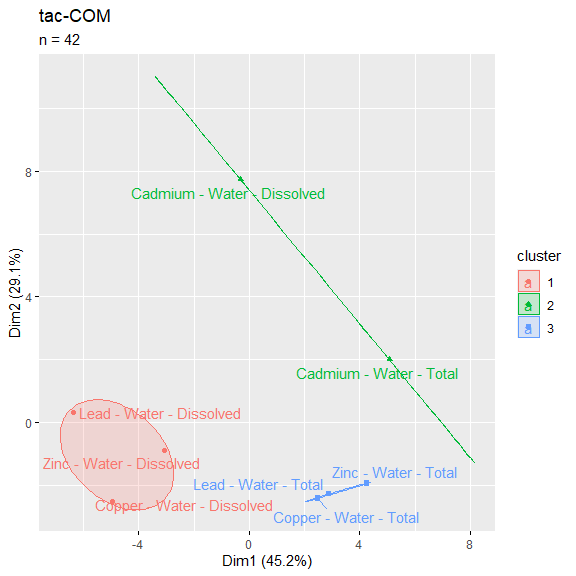 tac-COM
n = 42
Cadmium - Water - Dissolved
Cadmium - Water - Total
Lead - Water - Dissolved
Zinc - Water - Dissolved
Copper - Water - Dissolved
Zinc - Water - Total
Lead - Water - Total
Copper - Water - Total
8
4
0
-4
0
4
8
Dim1 (45.2%)
Dim2 (29.1%)
cluster
a 1
a 2
a 3